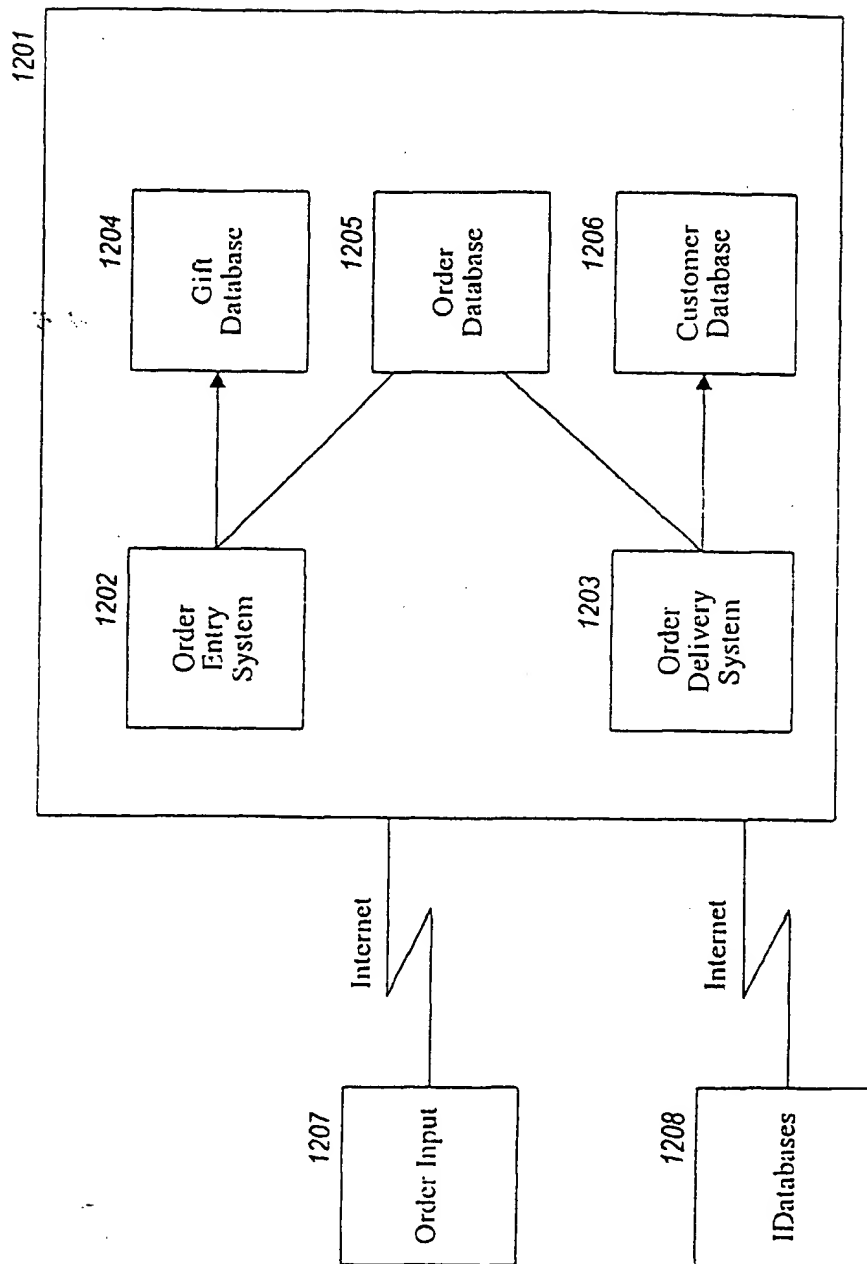 1201
1202
Order
Entry
System
1204
Gift
Database
1205
Order
Database
1203
Order
Delivery
System
1206
Customer
Database
Internet
Internet
1207
Order Input
1208
IDatabases